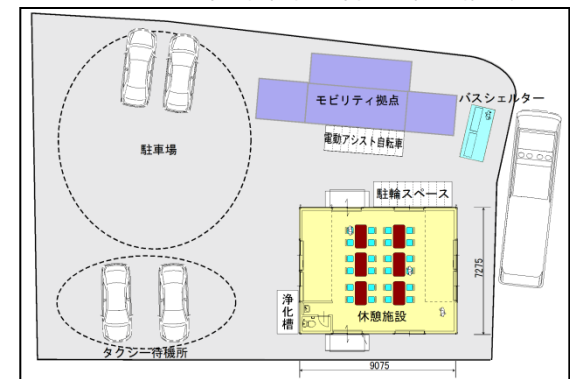 モビリティ拠点
バスシェルター
電動アシスト自転車
駐車場
駐輪スペース
7275
浄化槽
休憩施設
タクシー待機所
9075